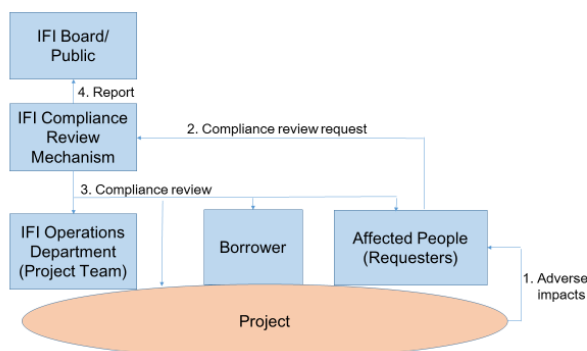 IFI Board/
Public
4. Report
IFI Compliance
Review
Mechanism
2. Compliance review request
3. Compliance review
IFI Operations
Department
(Project Team)
Borrower
Affected People
(Requesters)
1. Adverse
impacts
Project